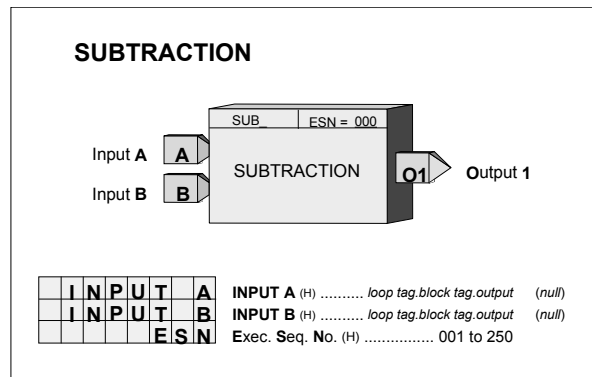 SUBTRACTION
SUB_ ESN = 000
Input A A
SUBTRACTION
O1 Output 1
Input B B
INPUT A INPUT A (H) .......... loop tag.block tag.output (null)
INPUT B INPUT B (H) .......... loop tag.block tag.output (null)
ESN Exec. Seq. No. (H) ................ 001 to 250